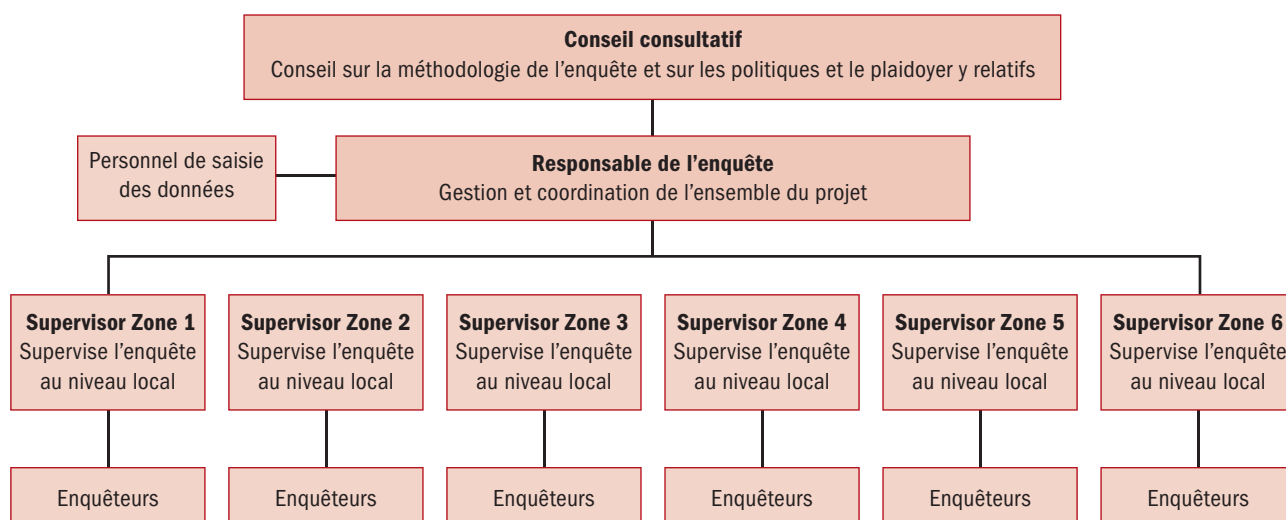 Conseil consultatif
Conseil sur la méthodologie de l’enquête et sur les politiques et le plaidoyer y relatifs
Personnel de saisie
des données
Responsable de l’enquête
Gestion et coordination de l’ensemble du projet
Supervisor Zone 1
Supervise l’enquête
au niveau local
Supervisor Zone 2
Supervise l’enquête
au niveau local
Supervisor Zone 3
Supervise l’enquête
au niveau local
Supervisor Zone 4
Supervise l’enquête
au niveau local
Supervisor Zone 5
Supervise l’enquête
au niveau local
Supervisor Zone 6
Supervise l’enquête
au niveau local
Enquêteurs
Enquêteurs
Enquêteurs
Enquêteurs
Enquêteurs
Enquêteurs